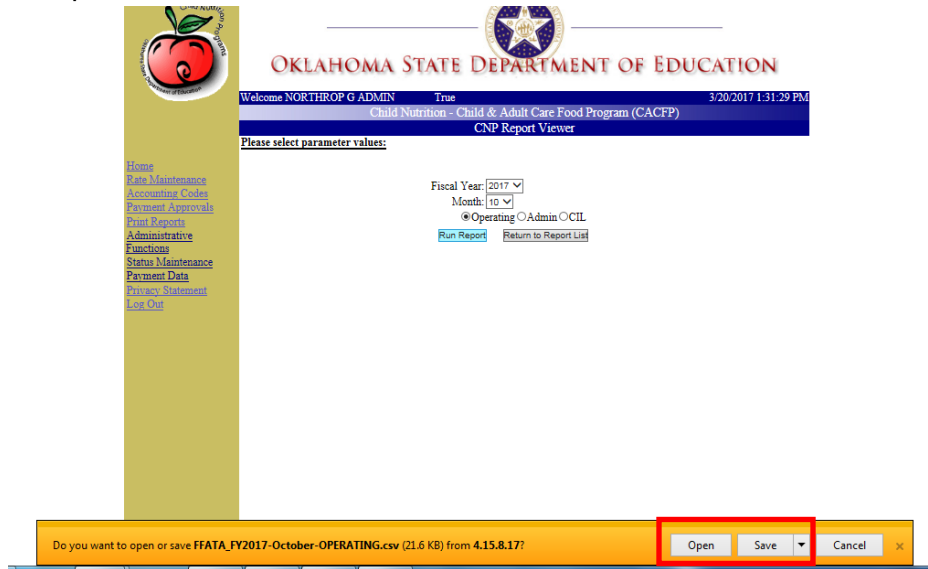 Child Nutrition Programs
OKLAHOMA STATE DEPARTMENT OF EDUCATION
Welcome NORTHROP G ADMIN True 3/20/2017 1:31:29 PM
Child Nutrition - Child & Adult Care Food Program (CACFP)
CNP Report Viewer
Please select parameter values:
Home
Rate Maintenance
Accounting Codes
Payment Approvals
Print Reports
Administrative
Functions
Status Maintenance
Payment Data
Privacy Statement
Log Out
Fiscal Year: 2017
Month: 10
Operating Admin CIL
Run Report Return to Report List
Do you want to open or save FFATA_FY2017-October-OPERATING.csv (21.6 KB) from 4.15.8.17?
Open Save Cancel x